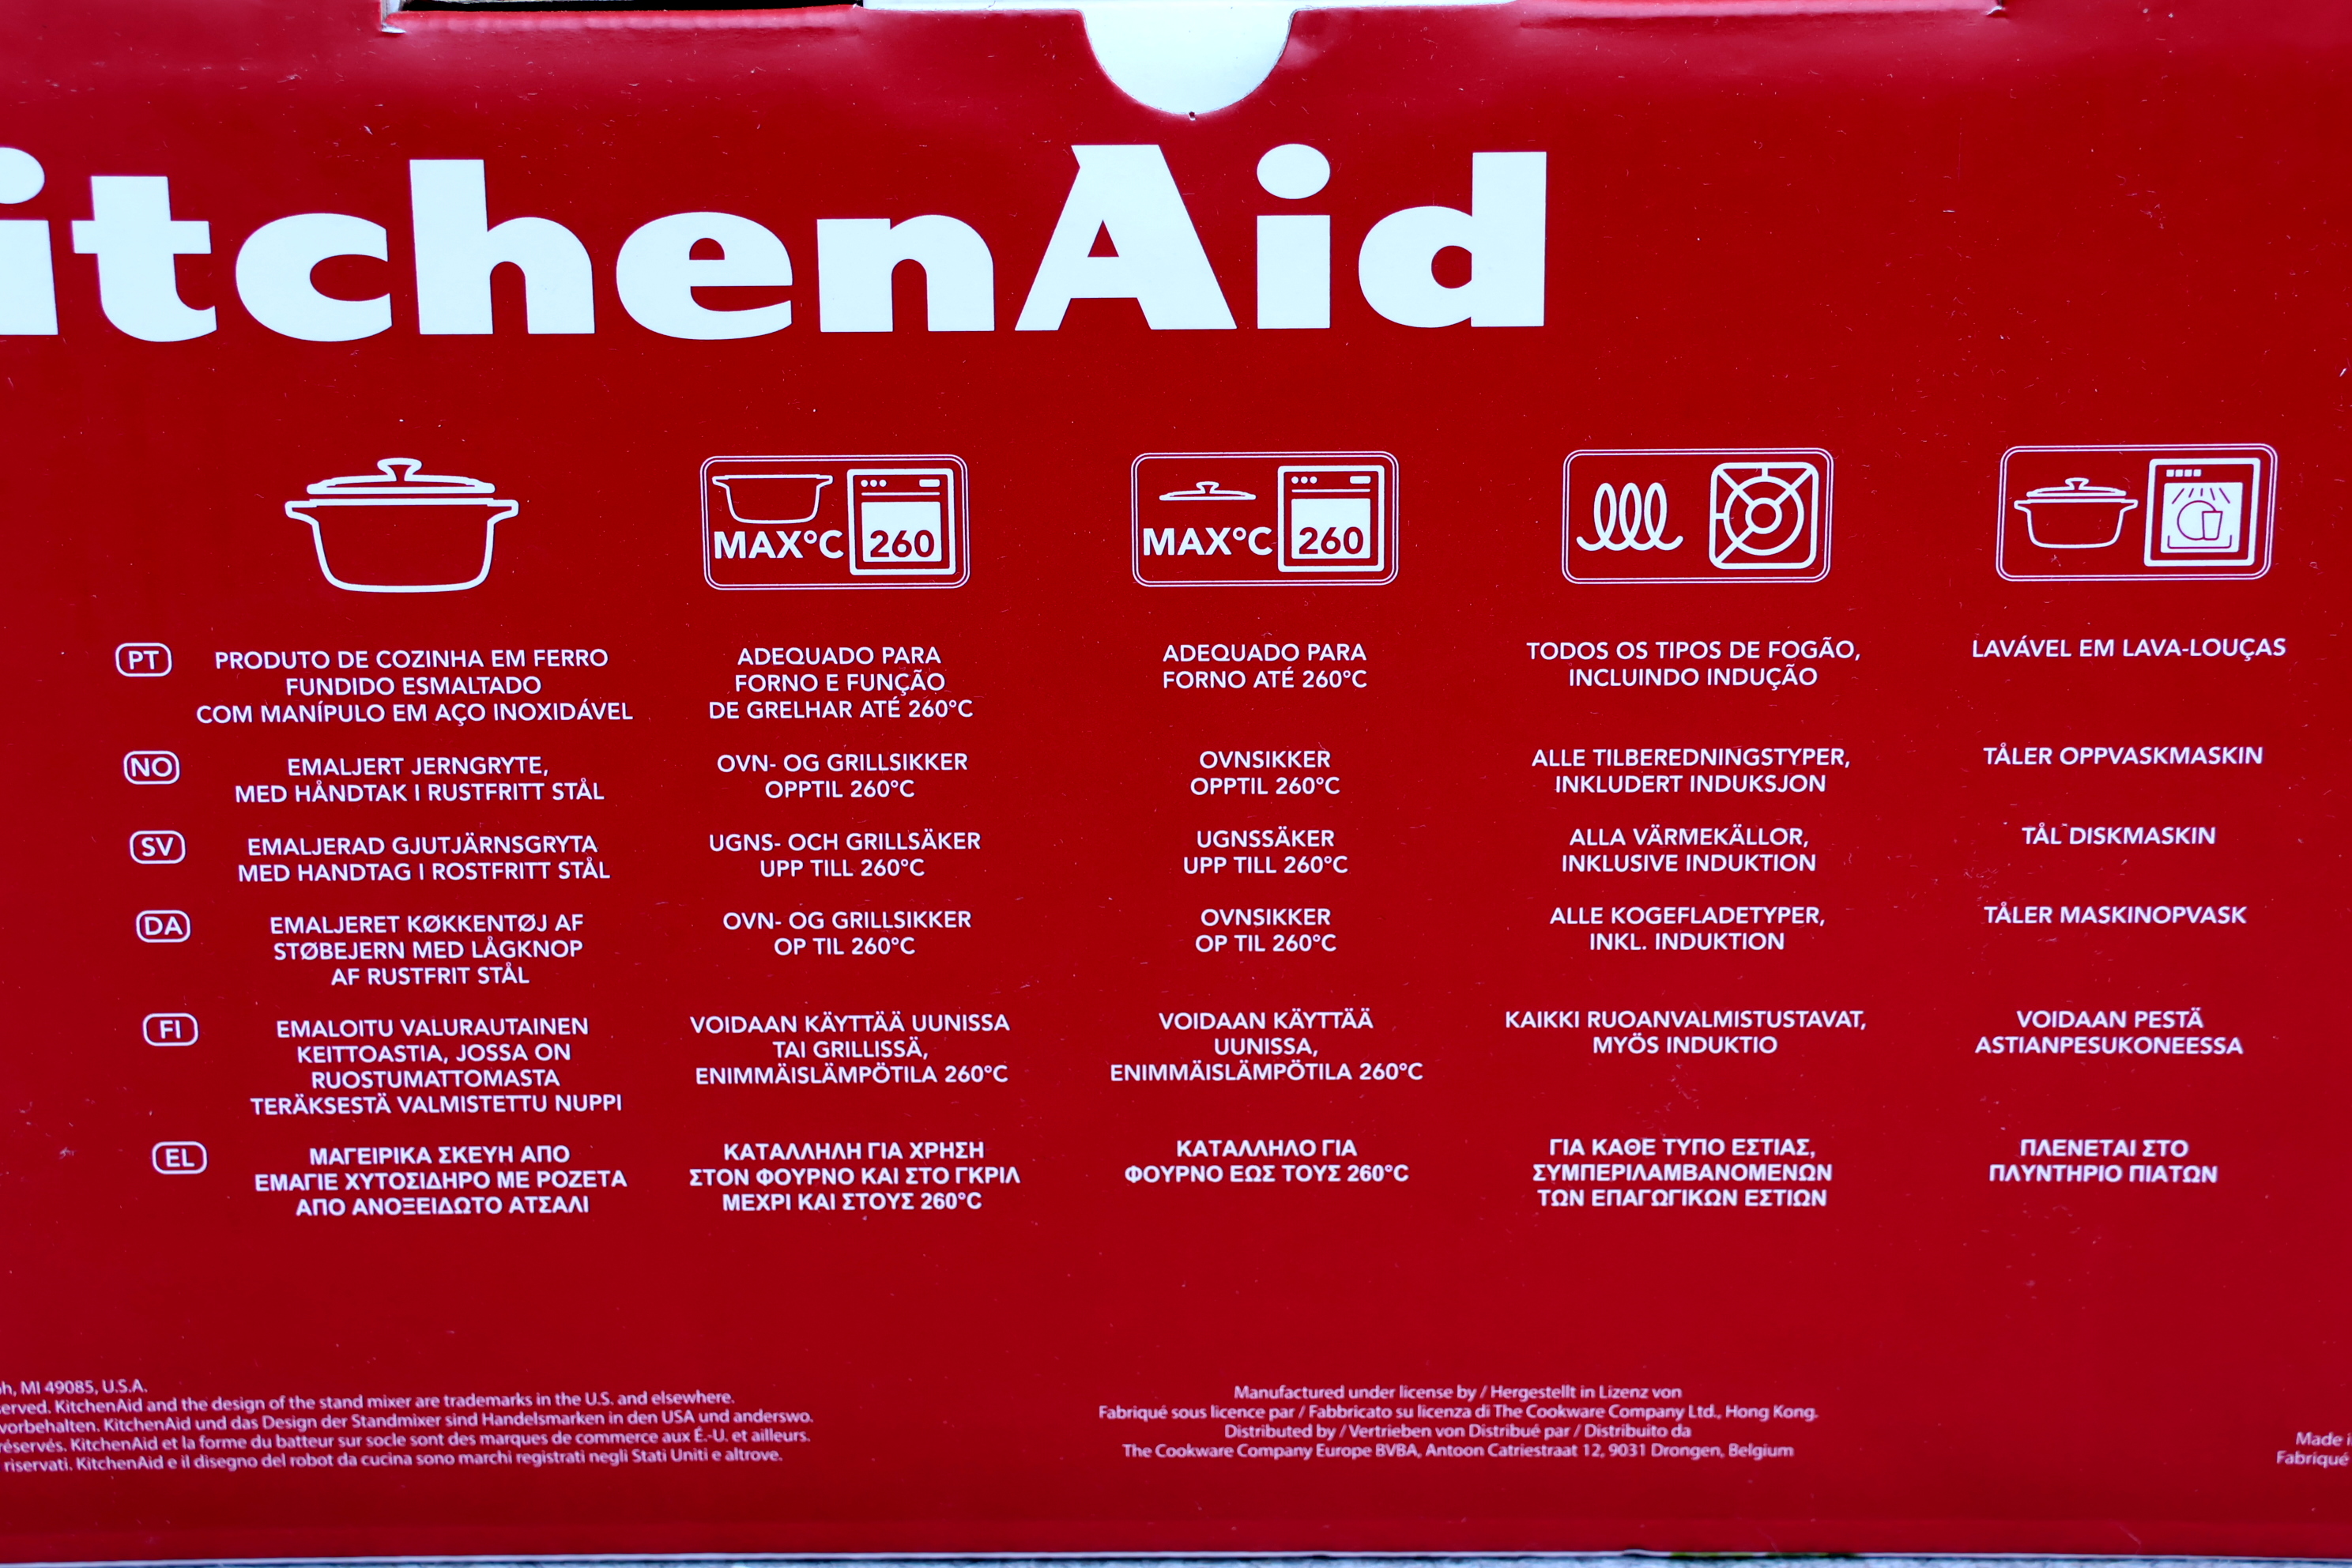 itchenAid
MAX°C 260
MAX°C 260
PT
PRODUTO DE COZINHA EM FERRO
FUNDIDO ESMALTADO
COM MANÍPULO EM AÇO INOXIDÁVEL
ADEQUADO PARA
FORNO E FUNÇÃO
DE GRELHAR ATÉ 260°C
ADEQUADO PARA
FORNO ATÉ 260°C
TODOS OS TIPOS DE FOGÃO,
INCLUINDO INDUÇÃO
LAVÁVEL EM LAVA-LOUÇAS
NO
EMALJERT JERNGRYTE,
MED HÅNDTAK I RUSTFRITT STÅL
OVN- OG GRILLSIKKER
OPPTIL 260°C
OVNSIKKER
OPPTIL 260°C
ALLE TILBEREDNINGSTYPER,
INKLUDERT INDUKSJON
TÅLER OPPVASKMASKIN
SV
EMALJERAD GJUTJÄRNSGRYTA
MED HANDTAG I ROSTFRITT STÅL
UGNS- OCH GRILLSÄKER
UPP TILL 260°C
UGNSSÄKER
UPP TILL 260°C
ALLA VÄRMEKÄLLOR,
INKLUSIVE INDUKTION
TÅL DISKMASKIN
DA
EMALJERET KØKKENTØJ AF
STØBEJERN MED LÅGKNOP
AF RUSTFRIT STÅL
OVN- OG GRILLSIKKER
OP TIL 260°C
OVNSIKKER
OP TIL 260°C
ALLE KOGEFLADETYPER,
INKL. INDUKTION
TÅLER MASKINOPVASK
FI
EMALOITU VALURAUTAINEN
KEITTOASTIA, JOSSA ON
RUOSTUMATTOMASTA
TERÄKSESTÄ VALMISTETTU NUPPI
VOIDAAN KÄYTTÄÄ UUNISSA
TAI GRILLISSÄ,
ENIMMÄISLÄMPÖTILA 260°C
VOIDAAN KÄYTTÄÄ
UUNISSA,
ENIMMÄISLÄMPÖTILA 260°C
KAIKKI RUOANVALMISTUSTAVAT,
MYÖS INDUKTIO
VOIDAAN PESTÄ
ASTIANPESUKONEESSA
EL
ΜΑΓΕΙΡΙΚΑ ΣΚΕΥΗ ΑΠΟ
ΕΜΑΓΙΕ ΧΥΤΟΣΙΔΗΡΟ ΜΕ ΡΟΖΕΤΑ
ΑΠΟ ΑΝΟΞΕΙΔΩΤΟ ΑΤΣΑΛΙ
ΚΑΤΑΛΛΗΛΗ ΓΙΑ ΧΡΗΣΗ
ΣΤΟΝ ΦΟΥΡΝΟ ΚΑΙ ΣΤΟ ΓΚΡΙΛ
ΜΕΧΡΙ ΚΑΙ ΣΤΟΥΣ 260°C
ΚΑΤΑΛΛΗΛΟ ΓΙΑ
ΦΟΥΡΝΟ ΕΩΣ ΤΟΥΣ 260°C
ΓΙΑ ΚΑΘΕ ΤΥΠΟ ΕΣΤΙΑΣ,
ΣΥΜΠΕΡΙΛΑΜΒΑΝΟΜΕΝΩΝ
ΤΩΝ ΕΠΑΓΩΓΙΚΩΝ ΕΣΤΙΩΝ
ΠΛΕΝΕΤΑΙ ΣΤΟ
ΠΛΥΝΤΗΡΙΟ ΠΙΑΤΩΝ
h, MI 49085, U.S.A.
erved. KitchenAid and the design of the stand mixer are trademarks in the U.S. and elsewhere.
vorbehalten. KitchenAid und das Design der Standmixer sind Handelsmarken in den USA und anderswo.
réservés. KitchenAid et la forme du batteur sur socle sont des marques de commerce aux É.-U. et ailleurs.
riservati. KitchenAid e il disegno del robot da cucina sono marchi registrati negli Stati Uniti e altrove.
Manufactured under license by / Hergestellt in Lizenz von
Fabriqué sous licence par / Fabbricato su licenza di The Cookware Company Ltd., Hong Kong.
Distributed by / Vertrieben von Distribué par / Distribuito da
The Cookware Company Europe BVBA, Antoon Catriestraat 12, 9031 Drongen, Belgium
Made i
Fabriqué